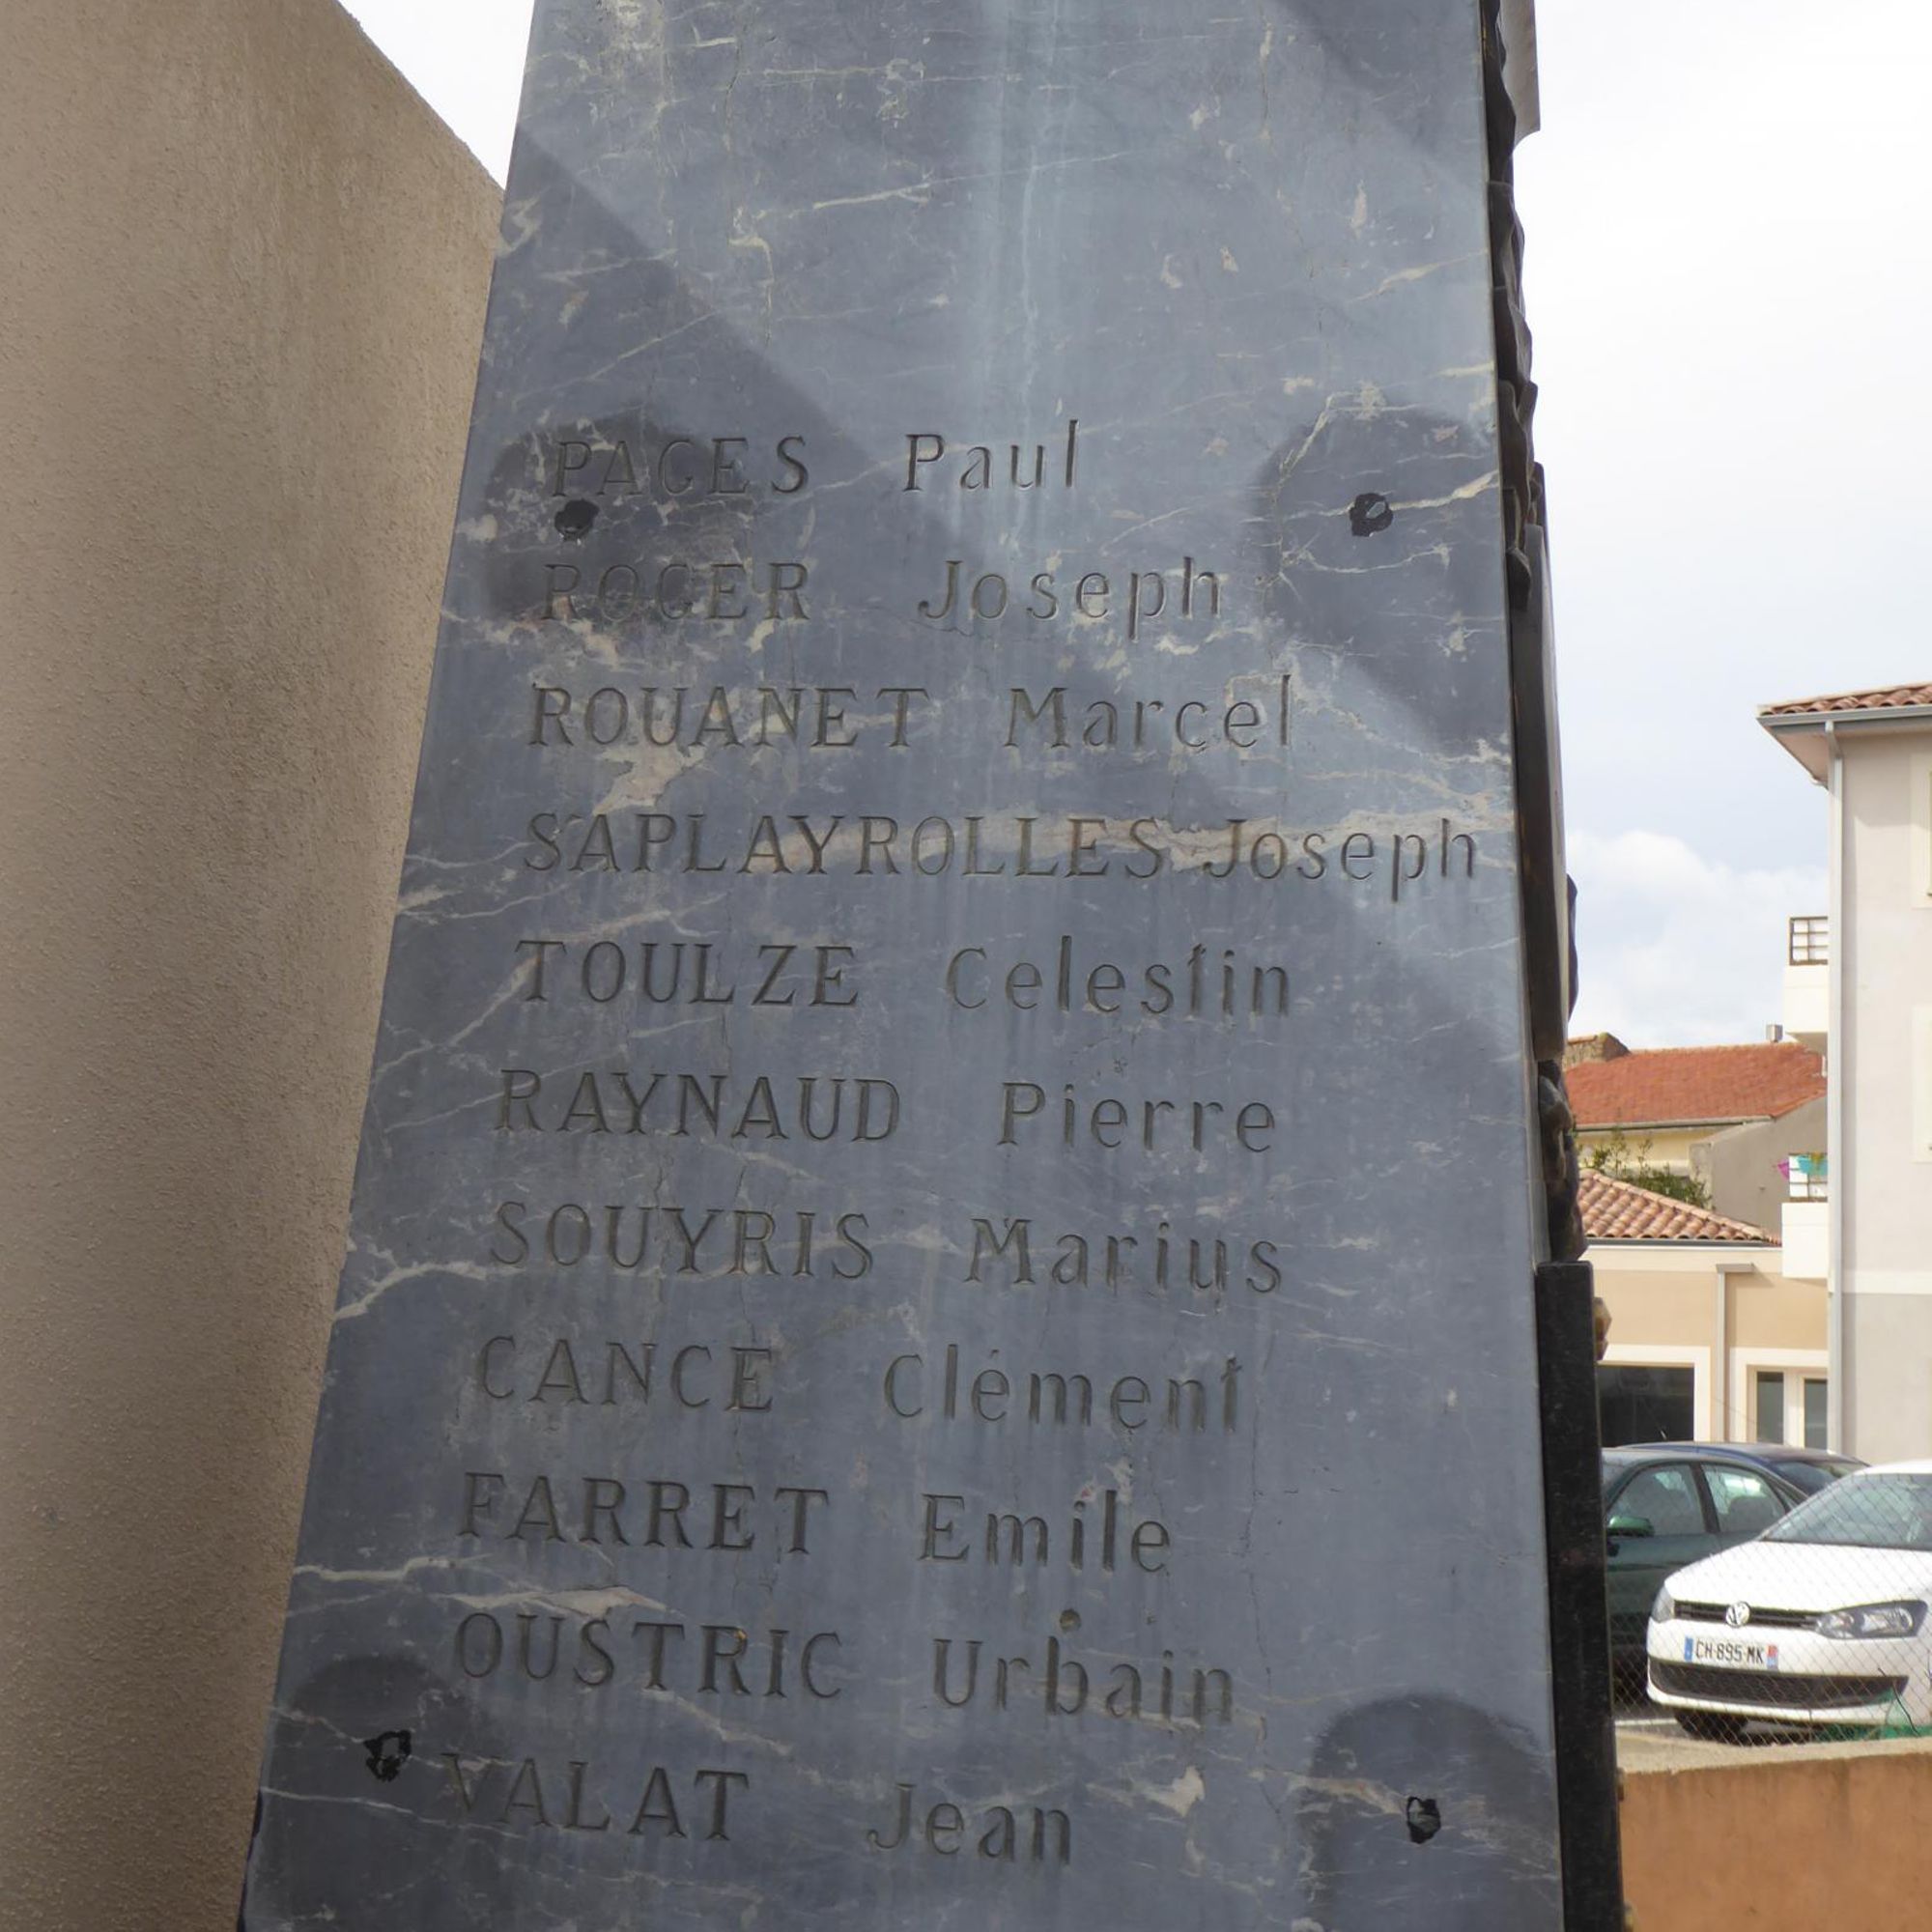 PAGES Paul
ROGER Joseph
ROUANET Marcel
SAPLAYROLLES Joseph
TOULZE Celestin
RAYNAUD Pierre
SOUYRIS Marius
CANCE Clément
FARRET Emile
OUSTRIC Urbain
VALAT Jean
CH-895-MK